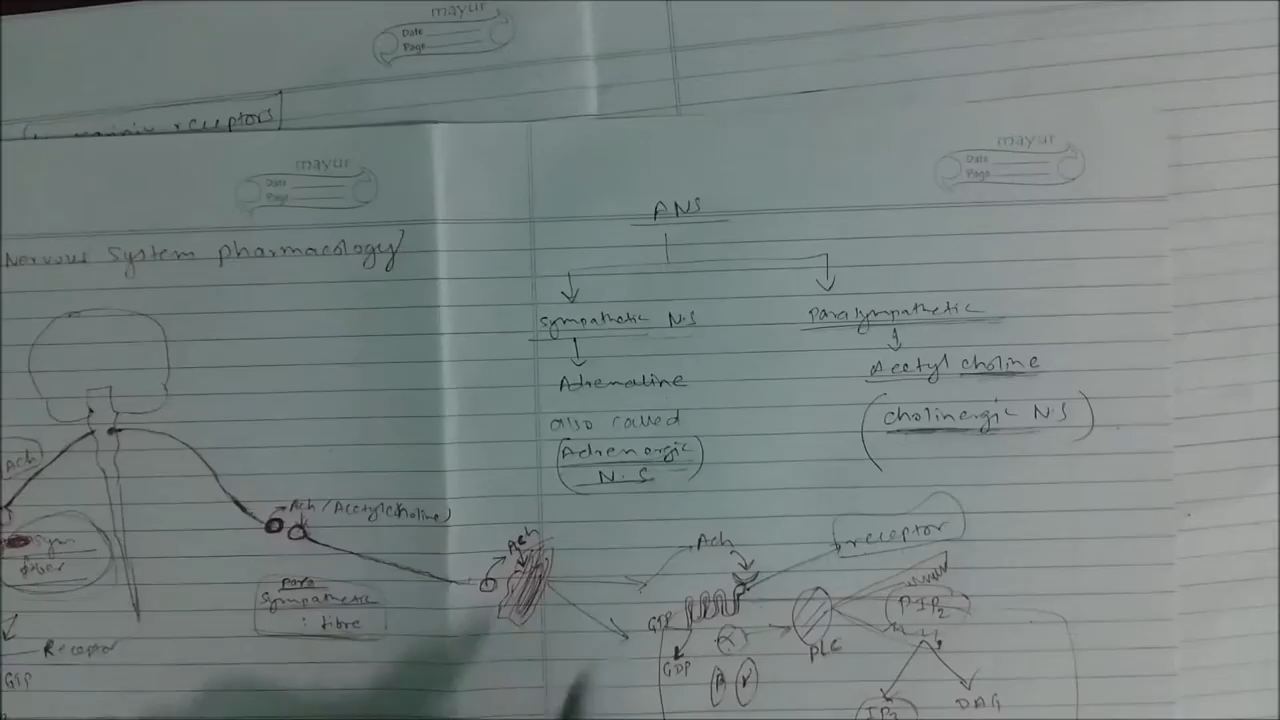 mayur
Date
Page
receptors
mayur
Date
Page
mayur
Date
Page
Nervous System pharmacology
ANS
Sympathetic N.S
Parasympathetic
Adrenaline
Acetyl choline
also called
(Adrenergic
N.S)
(cholinergic N.S)
Ach
Ach (Acetylcholine)
fiber
Para
Sympathetic
: fibre
Ach
Ach
receptor
GTP
GDP
α
β γ
PLC
PIP2
IP3
DAG
Receptor
GTP